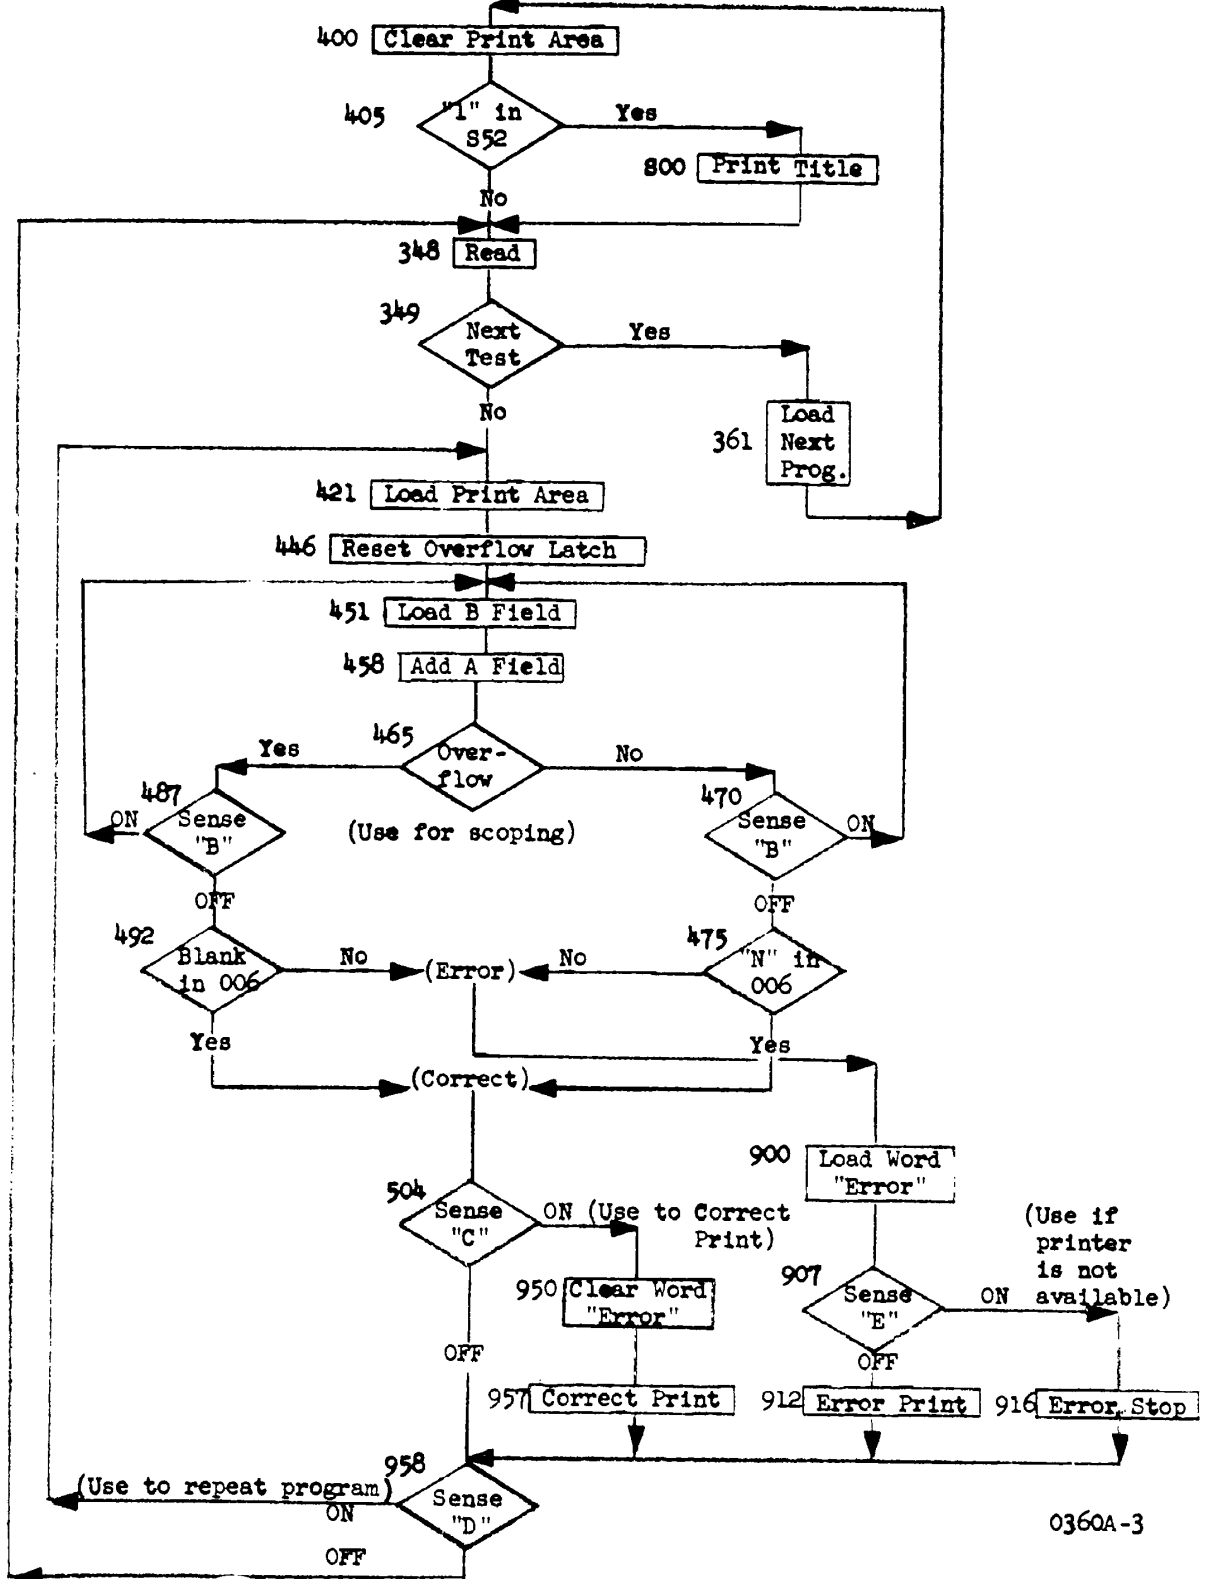 400 Clear Print Area
405 "1" in
S52
Yes
800 Print Title
No
348 Read
349 Next
Test
Yes
No
361 Load
Next
Prog.
421 Load Print Area
446 Reset Overflow Latch
451 Load B Field
458 Add A Field
465 Over-
flow
Yes
No
487 Sense
"B"
ON
(Use for scoping)
470 Sense
"B"
ON
OFF
OFF
492 Blank
in 006
No
(Error)
No
475 "N" in
006
Yes
Yes
(Correct)
900 Load Word
"Error"
504 Sense
"C"
ON (Use to Correct
Print)
(Use if
printer
is not
available)
907 Sense
"E"
ON
950 Clear Word
"Error"
OFF
OFF
957 Correct Print
912 Error Print
916 Error Stop
958 Sense
"D"
(Use to repeat program)
ON
OFF
0360A-3